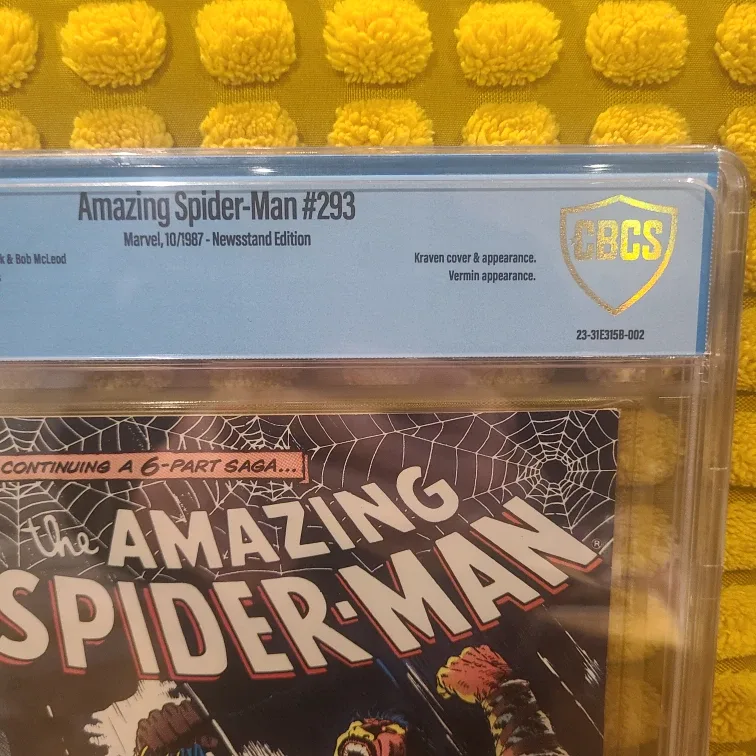 Amazing Spider-Man #293
Marvel, 10/1987 - Newsstand Edition
k & Bob McLeod
Kraven cover & appearance.
Vermin appearance.
CBCS
23-31E315B-002
CONTINUING A 6-PART SAGA...
the AMAZING
SPIDER-MAN
®